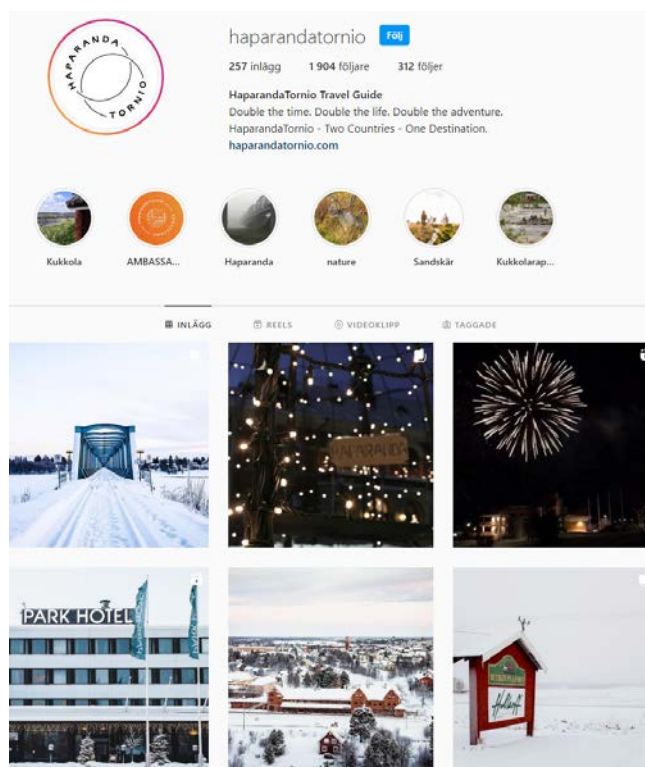 HAPARANDA
TORNIO
haparandatornio Följ
257 inlägg 1 904 följare 312 följer
HaparandaTornio Travel Guide
Double the time. Double the life. Double the adventure.
HaparandaTornio - Two Countries - One Destination.
haparandatornio.com
Kukkola AMBASSA... Haparanda nature Sandskär Kukkolarap...
INLÄGG REELS VIDEOKLIPP TAGGADE
HAPARANDA
PARK HOTEL